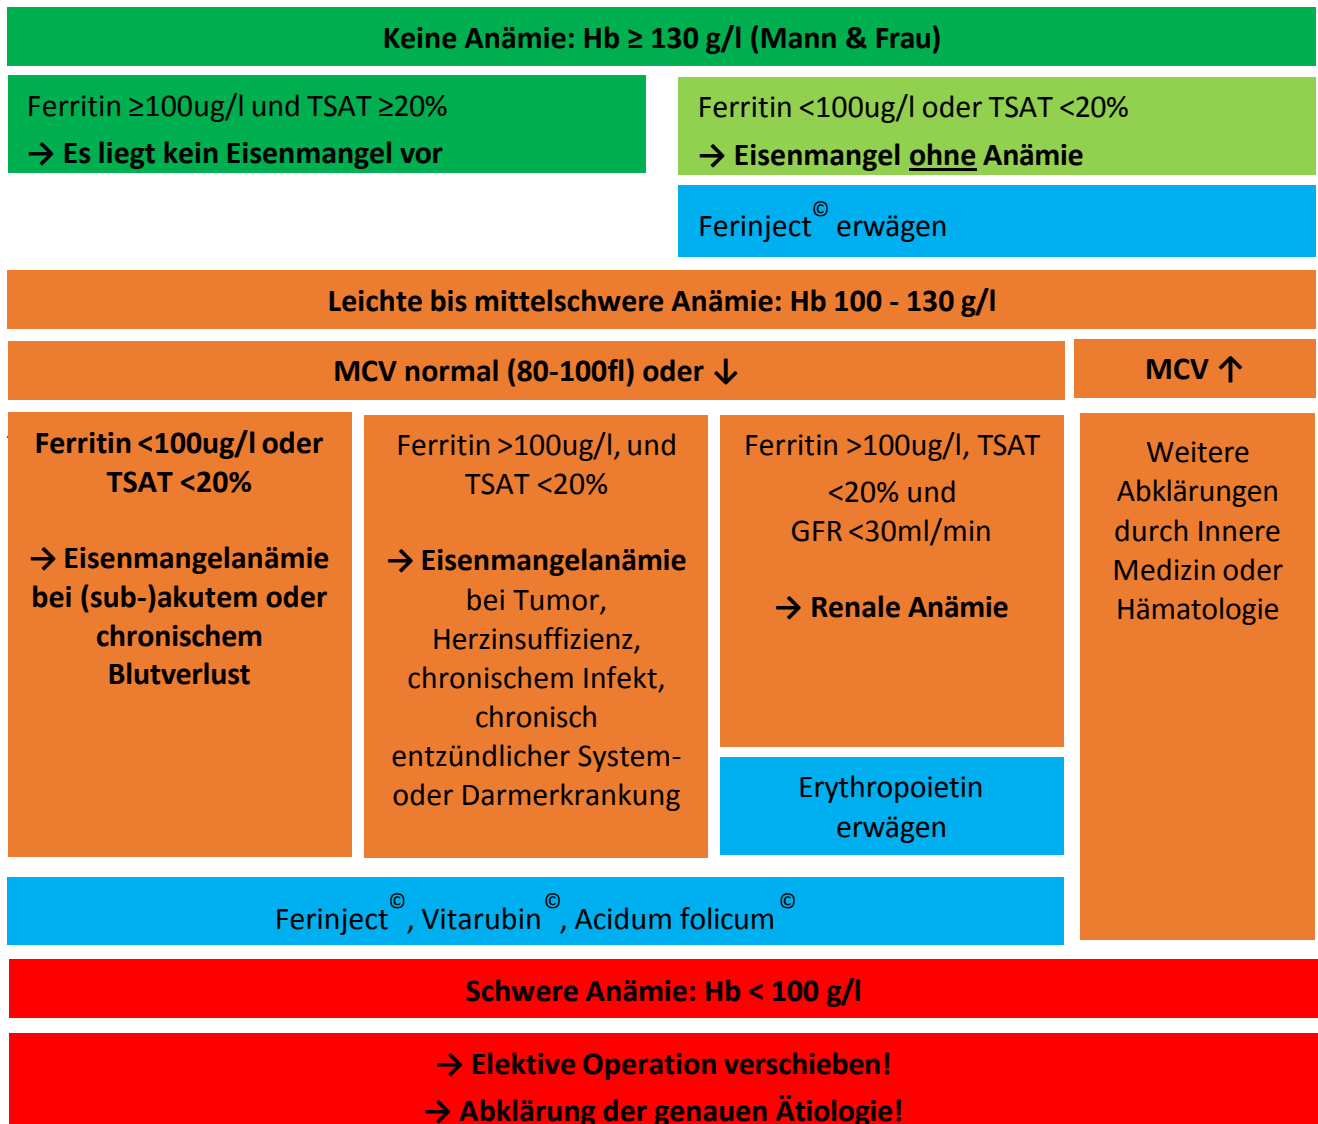 Keine Anämie: Hb ≥ 130 g/l (Mann & Frau)
Ferritin ≥100ug/l und TSAT ≥20%
→ Es liegt kein Eisenmangel vor
Ferritin <100ug/l oder TSAT <20%
→ Eisenmangel ohne Anämie
Ferinject© erwägen
Leichte bis mittelschwere Anämie: Hb 100 - 130 g/l
MCV normal (80-100fl) oder ↓
MCV ↑
Ferritin <100ug/l oder
TSAT <20%
→ Eisenmangelanämie
bei (sub-)akutem oder
chronischem
Blutverlust
Ferritin >100ug/l, und
TSAT <20%
→ Eisenmangelanämie
bei Tumor,
Herzinsuffizienz,
chronischem Infekt,
chronisch
entzündlicher System-
oder Darmerkrankung
Ferritin >100ug/l, TSAT
<20% und
GFR <30ml/min
→ Renale Anämie
Erythropoietin
erwägen
Weitere
Abklärungen
durch Innere
Medizin oder
Hämatologie
Ferinject©, Vitarubin©, Acidum folicum©
Schwere Anämie: Hb < 100 g/l
→ Elektive Operation verschieben!
→ Abklärung der genauen Ätiologie!